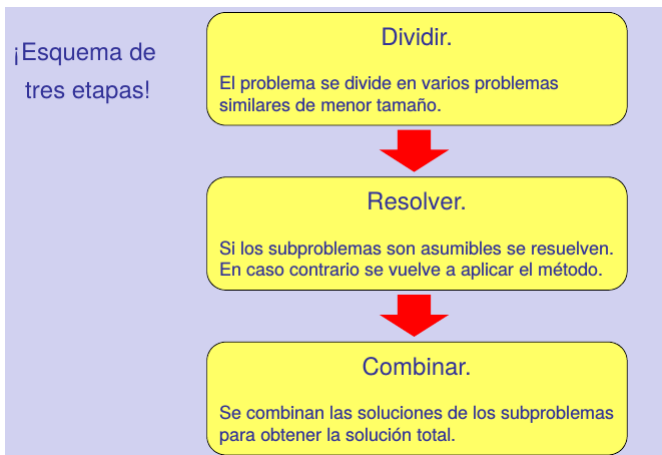 ¡Esquema de
tres etapas!
Dividir.
El problema se divide en varios problemas
similares de menor tamaño.
Resolver.
Si los subproblemas son asumibles se resuelven.
En caso contrario se vuelve a aplicar el método.
Combinar.
Se combinan las soluciones de los subproblemas
para obtener la solución total.